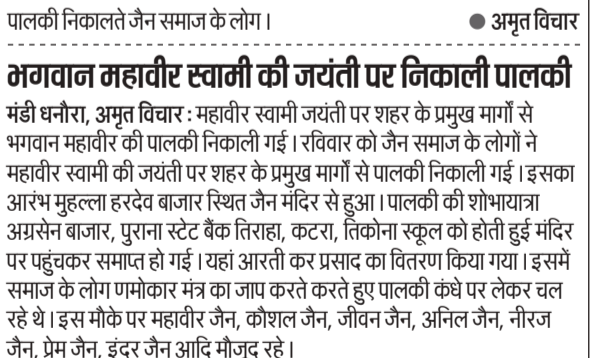 पालकी निकालते जैन समाज के लोग। ● अमृत विचार
भगवान महावीर स्वामी की जयंती पर निकाली पालकी
मंडी धनौरा, अमृत विचार : महावीर स्वामी जयंती पर शहर के प्रमुख मार्गों से
भगवान महावीर की पालकी निकाली गई। रविवार को जैन समाज के लोगों ने
महावीर स्वामी की जयंती पर शहर के प्रमुख मार्गों से पालकी निकाली गई। इसका
आरंभ मुहल्ला हरदेव बाजार स्थित जैन मंदिर से हुआ। पालकी की शोभायात्रा
अग्रसेन बाजार, पुराना स्टेट बैंक तिराहा, कटरा, तिकोना स्कूल को होती हुई मंदिर
पर पहुंचकर समाप्त हो गई। यहां आरती कर प्रसाद का वितरण किया गया। इसमें
समाज के लोग णमोकार मंत्र का जाप करते करते हुए पालकी कंधे पर लेकर चल
रहे थे। इस मौके पर महावीर जैन, कौशल जैन, जीवन जैन, अनिल जैन, नीरज
जैन, प्रेम जैन, इंदर जैन आदि मौजूद रहे।